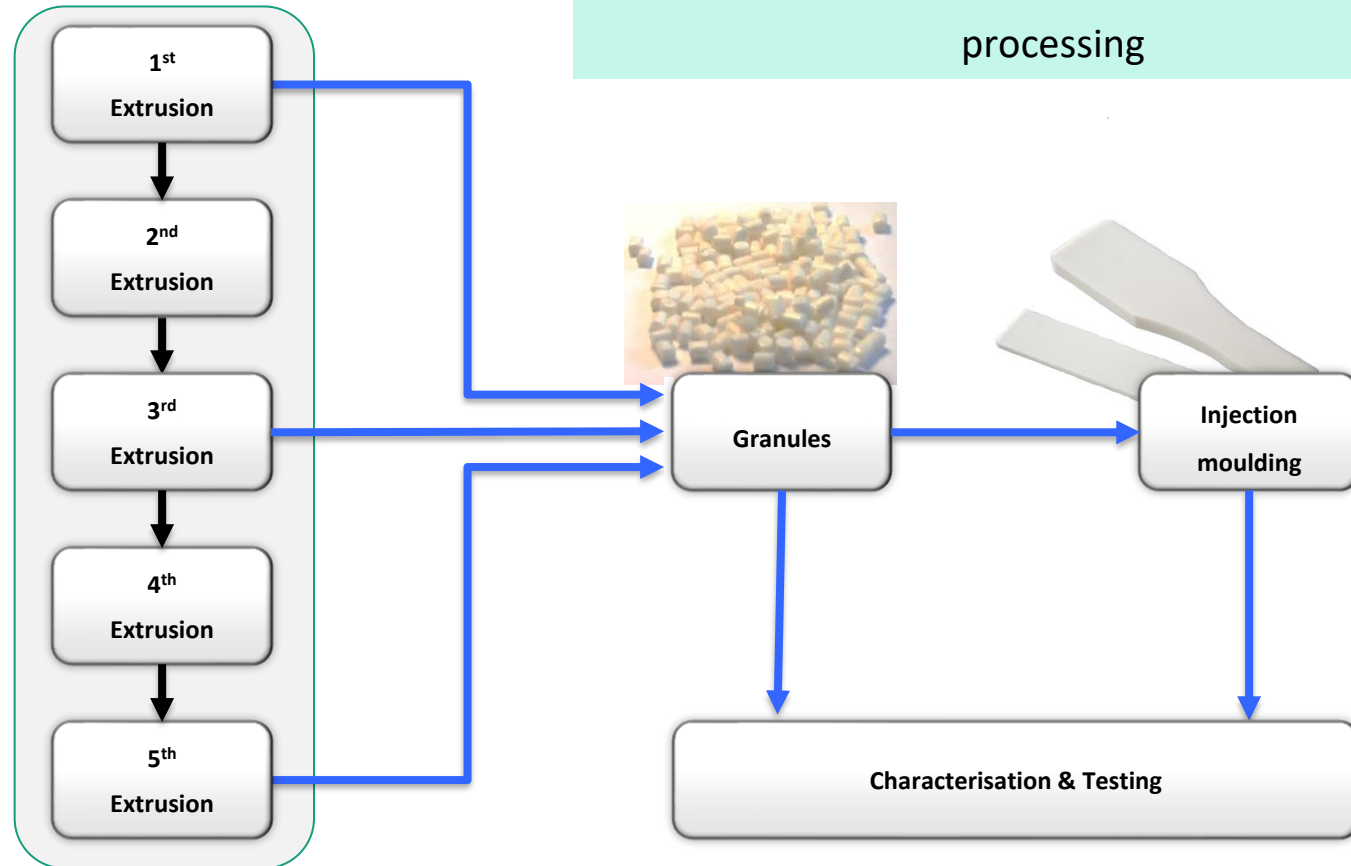 processing
1st
Extrusion
2nd
Extrusion
3rd
Extrusion
4th
Extrusion
5th
Extrusion
Granules
Injection
moulding
Characterisation & Testing